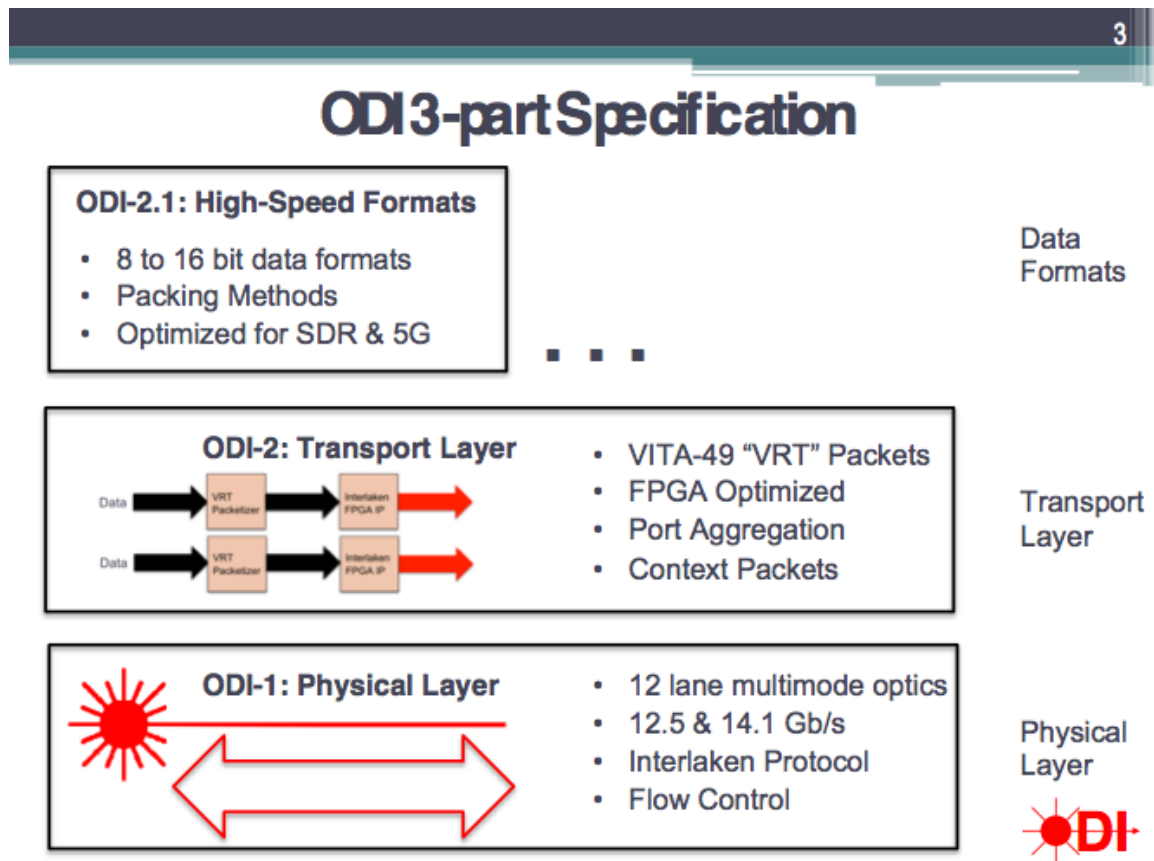 3
ODI 3-part Specification
ODI-2.1: High-Speed Formats
• 8 to 16 bit data formats
• Packing Methods
• Optimized for SDR & 5G
. . .
Data
Formats
ODI-2: Transport Layer
Data
VRT
Packetizer
Interlaken
FPGA IP
Data
VRT
Packetizer
Interlaken
FPGA IP
• VITA-49 “VRT” Packets
• FPGA Optimized
• Port Aggregation
• Context Packets
Transport
Layer
ODI-1: Physical Layer
• 12 lane multimode optics
• 12.5 & 14.1 Gb/s
• Interlaken Protocol
• Flow Control
Physical
Layer
ODI